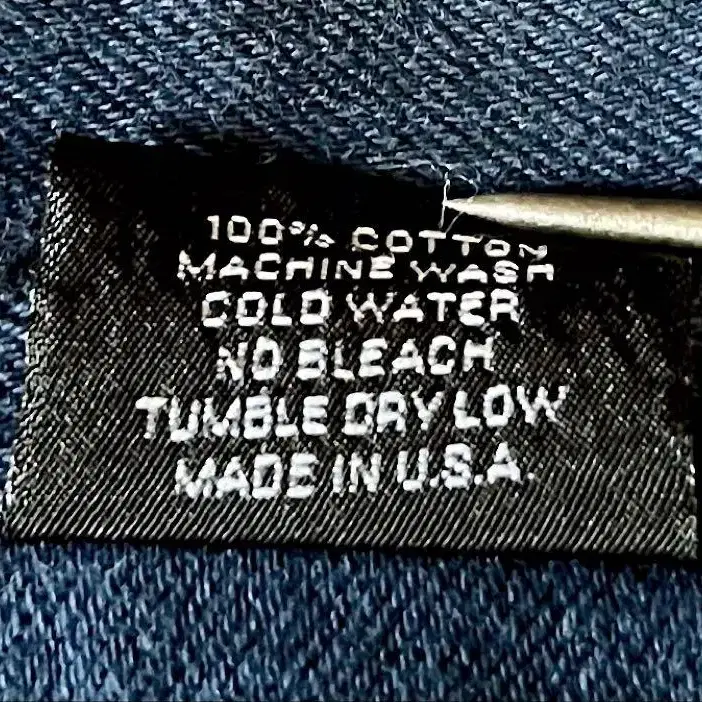 100% COTTON
MACHINE WASH
COLD WATER
NO BLEACH
TUMBLE DRY LOW
MADE IN U.S.A.